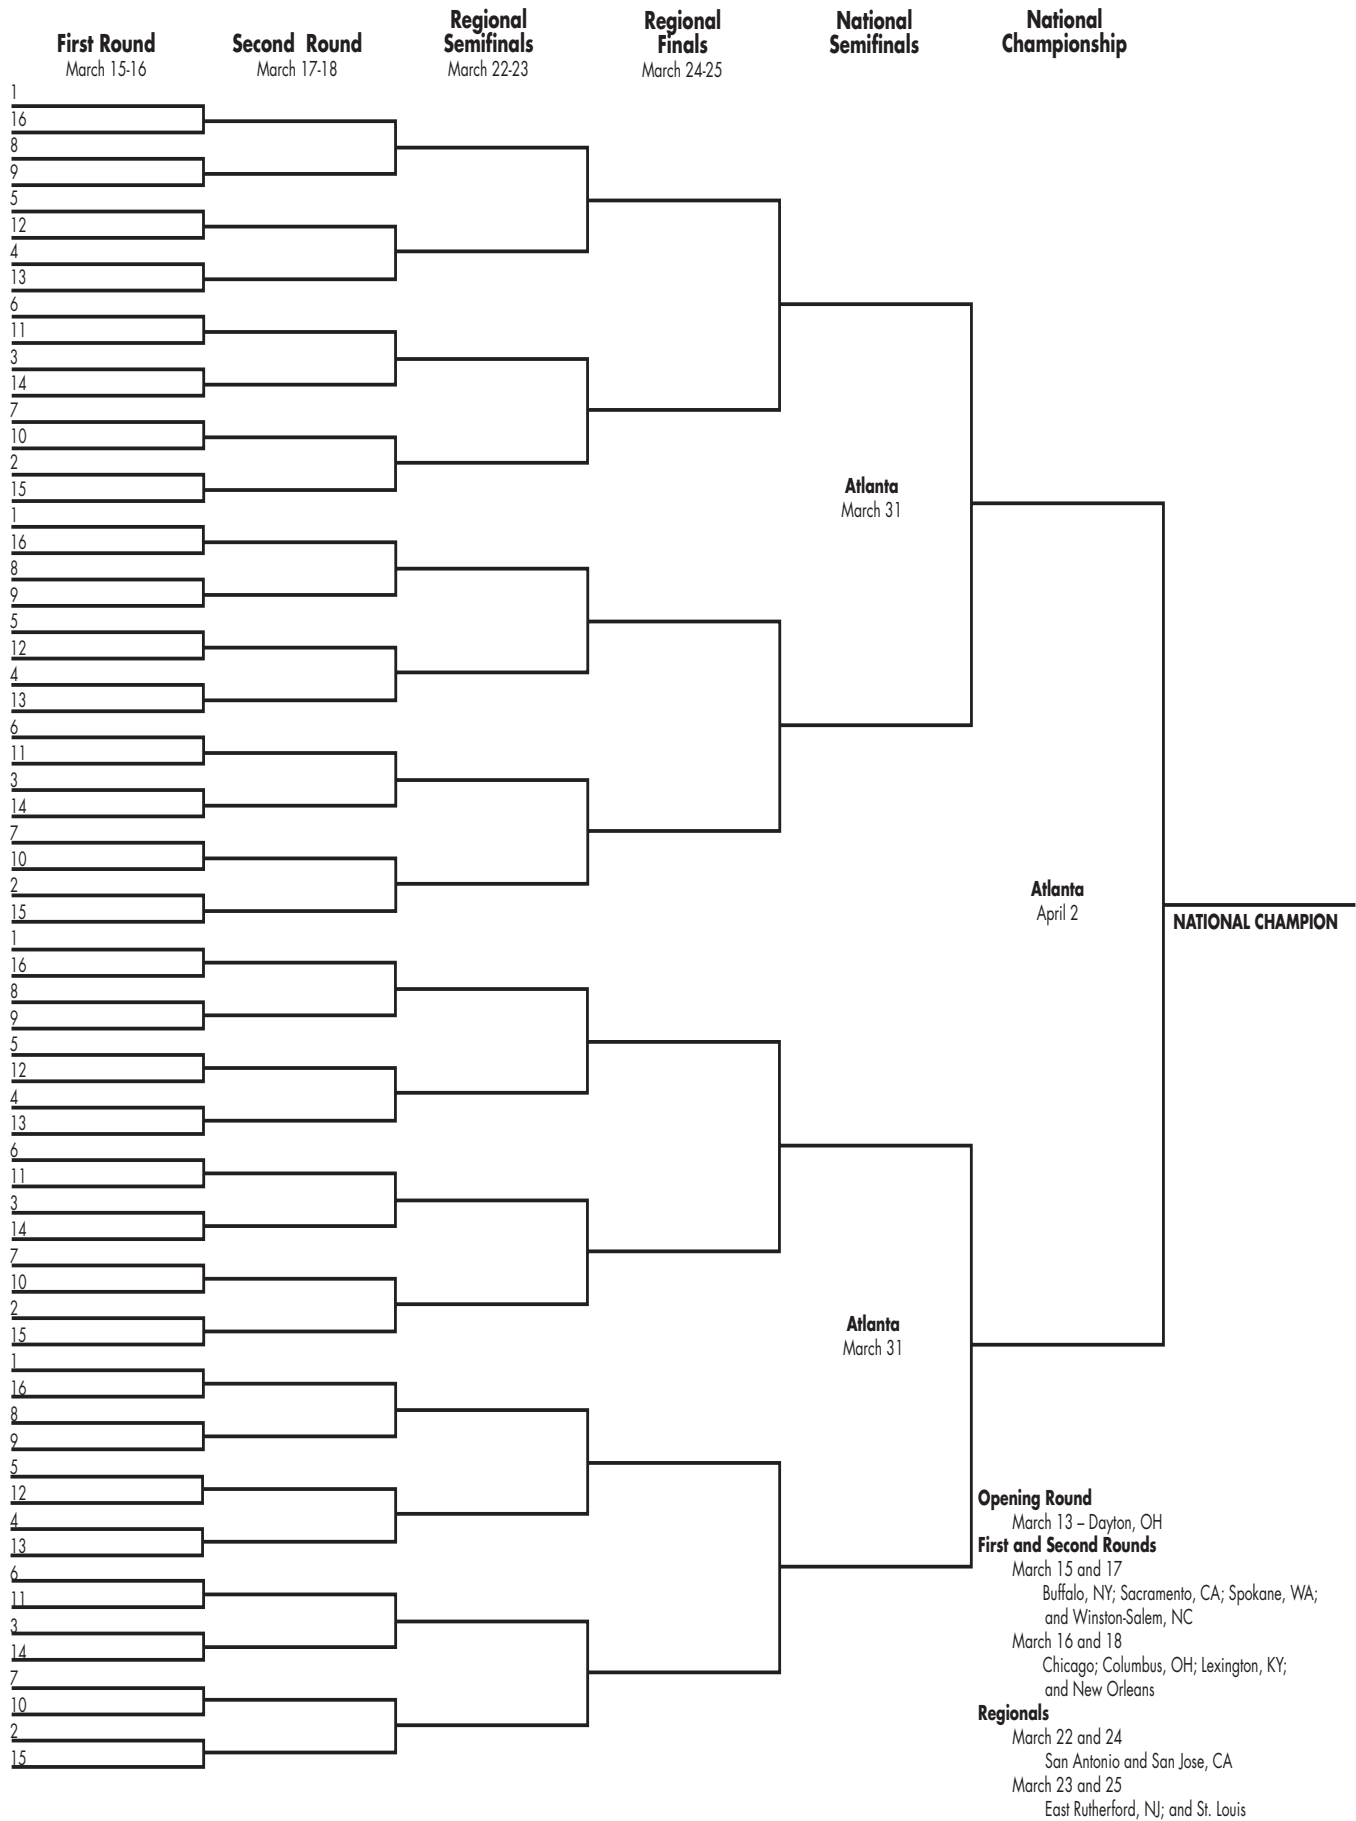 First Round
March 15-16
Second Round
March 17-18
Regional
Semifinals
March 22-23
Regional
Finals
March 24-25
National
Semifinals
National
Championship
1
16
8
9
5
12
4
13
6
11
3
14
7
10
2
15
1
16
8
9
5
12
4
13
6
11
3
14
7
10
2
15
1
16
8
9
5
12
4
13
6
11
3
14
7
10
2
15
1
16
8
9
5
12
4
13
6
11
3
14
7
10
2
15
Atlanta
March 31
Atlanta
March 31
Atlanta
April 2
NATIONAL CHAMPION
Opening Round
March 13 – Dayton, OH
First and Second Rounds
March 15 and 17
Buffalo, NY; Sacramento, CA; Spokane, WA;
and Winston-Salem, NC
March 16 and 18
Chicago; Columbus, OH; Lexington, KY;
and New Orleans
Regionals
March 22 and 24
San Antonio and San Jose, CA
March 23 and 25
East Rutherford, NJ; and St. Louis